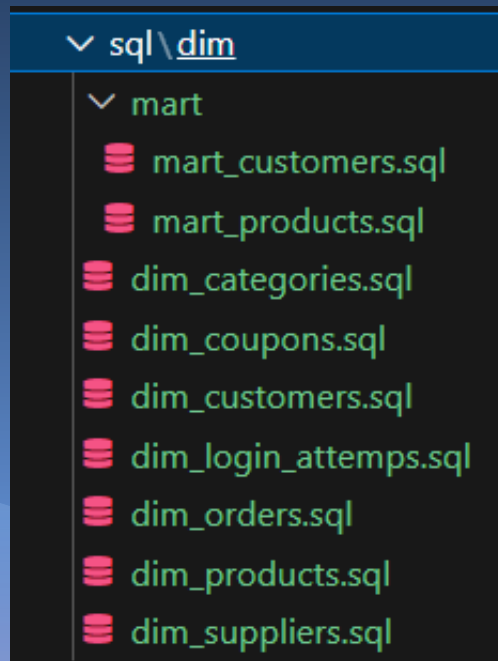 sql\dim
mart
mart_customers.sql
mart_products.sql
dim_categories.sql
dim_coupons.sql
dim_customers.sql
dim_login_attemps.sql
dim_orders.sql
dim_products.sql
dim_suppliers.sql